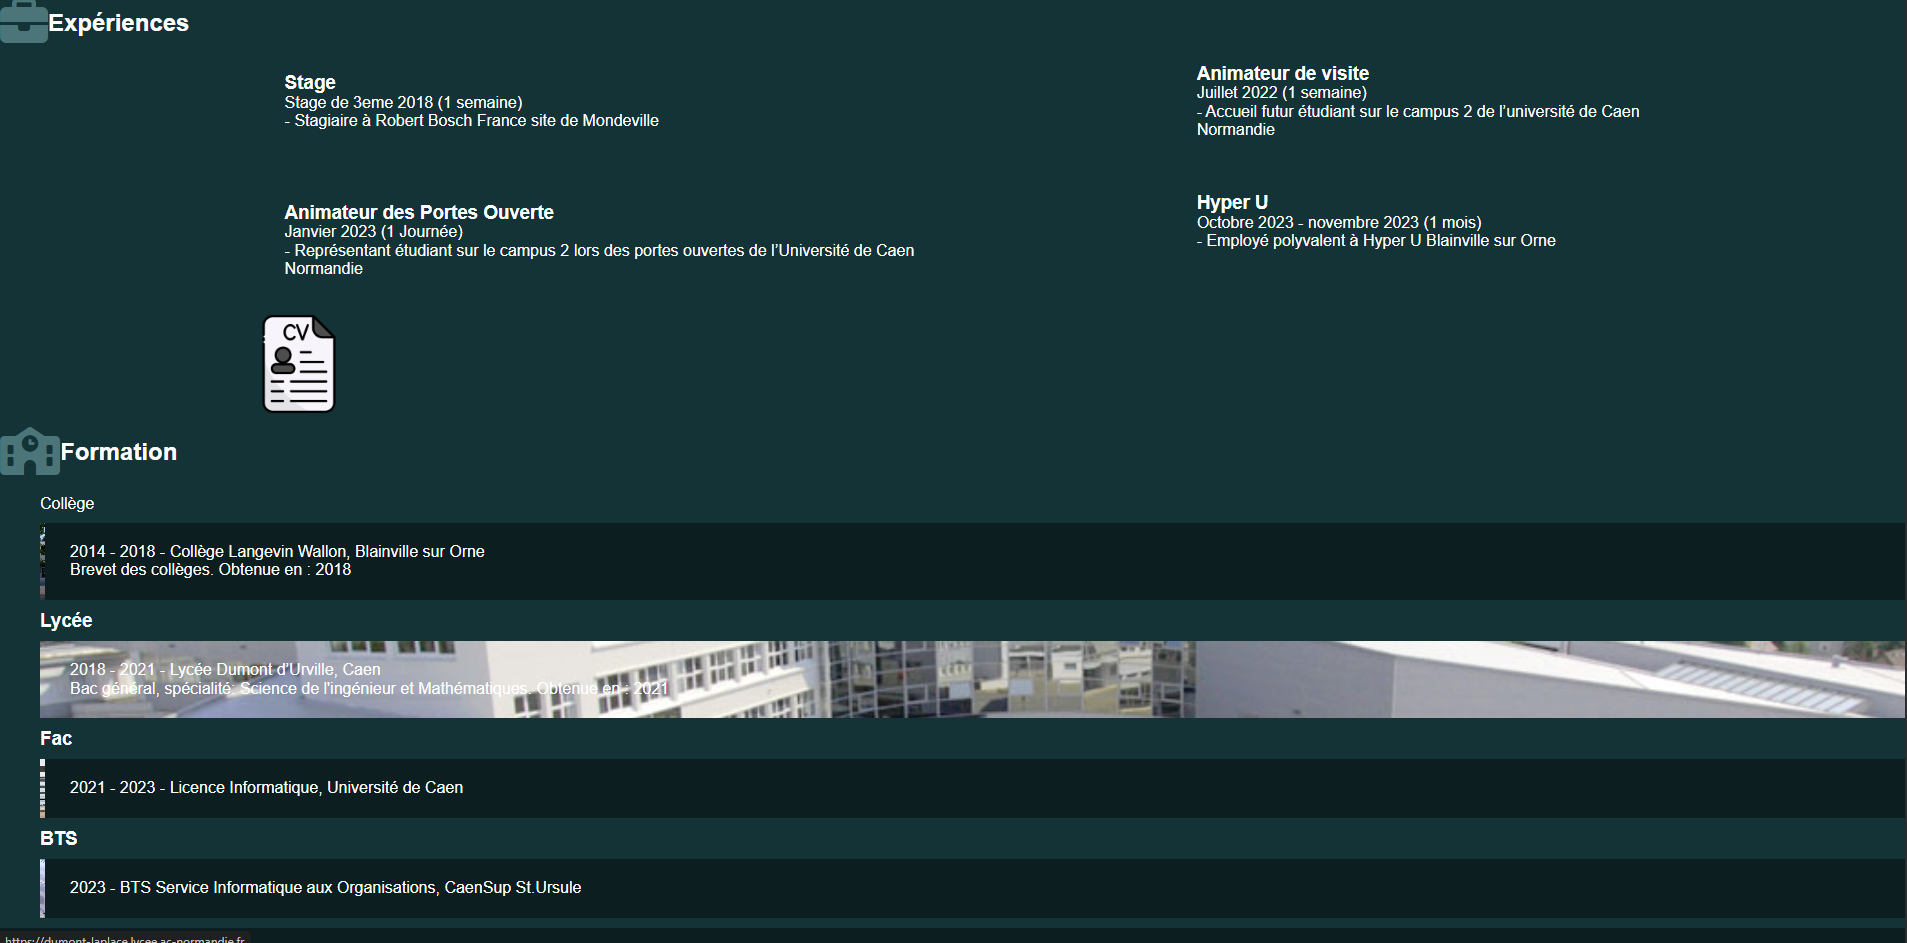 Expériences
Stage
Stage de 3eme 2018 (1 semaine)
- Stagiaire à Robert Bosch France site de Mondeville
Animateur de visite
Juillet 2022 (1 semaine)
- Accueil futur étudiant sur le campus 2 de l’université de Caen
Normandie
Animateur des Portes Ouverte
Janvier 2023 (1 Journée)
- Représentant étudiant sur le campus 2 lors des portes ouvertes de l’Université de Caen
Normandie
Hyper U
Octobre 2023 - novembre 2023 (1 mois)
- Employé polyvalent à Hyper U Blainville sur Orne
CV
Formation
Collège
2014 - 2018 - Collège Langevin Wallon, Blainville sur Orne
Brevet des collèges. Obtenue en : 2018
Lycée
2018 - 2021 - Lycée Dumont d’Urville, Caen
Bac général, spécialité: Science de l'ingénieur et Mathématiques. Obtenue en : 2021
Fac
2021 - 2023 - Licence Informatique, Université de Caen
BTS
2023 - BTS Service Informatique aux Organisations, CaenSup St.Ursule
https://dumont-laplace.lycee.ac-normandie.fr